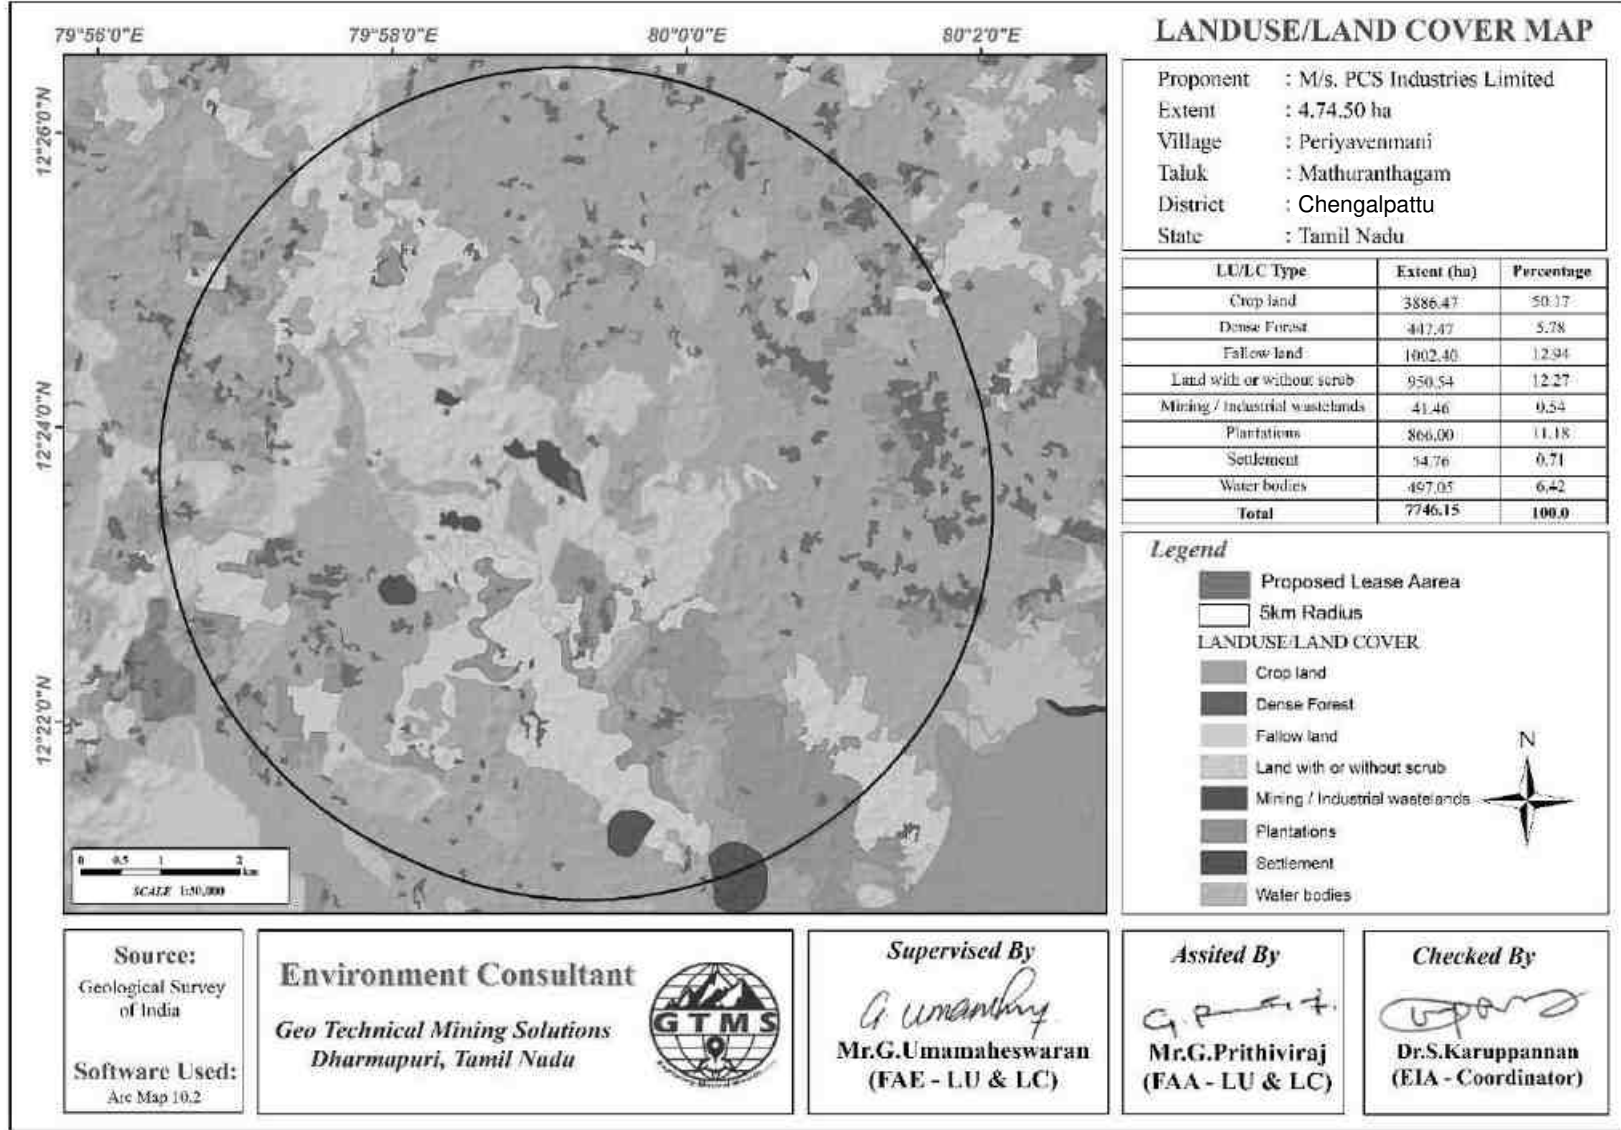 79°56'0"E 79°58'0"E 80°0'0"E 80°2'0"E
12°26'0"N
12°24'0"N
12°22'0"N
0 0.5 1 2
km
SCALE 1:50,000
LANDUSE/LAND COVER MAP
Proponent : M/s. PCS Industries Limited
Extent : 4.74.50 ha
Village : Periyavenmani
Taluk : Mathuranthagam
District : Chengalpattu
State : Tamil Nadu
LU/LC Type Extent (ha) Percentage
Crop land 3886.47 50.17
Dense Forest 447.47 5.78
Fallow land 1002.40 12.94
Land with or without scrub 950.54 12.27
Mining / Industrial wastelands 41.46 0.54
Plantations 866.00 11.18
Settlement 54.76 0.71
Water bodies 497.05 6.42
Total 7746.15 100.0
Legend
Proposed Lease Aarea
5km Radius
LANDUSE/LAND COVER
Crop land
Dense Forest
Fallow land
Land with or without scrub
Mining / Industrial wastelands
Plantations
Settlement
Water bodies
N
Source:
Geological Survey
of India
Software Used:
Arc Map 10.2
Environment Consultant
Geo Technical Mining Solutions
Dharmapuri, Tamil Nadu
GTMS
Supervised By
G. Umamhuy
Mr.G.Umamaheswaran
(FAE - LU & LC)
Assited By
Mr.G.Prithiviraj
(FAA - LU & LC)
Checked By
Dr.S.Karuppannan
(EIA - Coordinator)